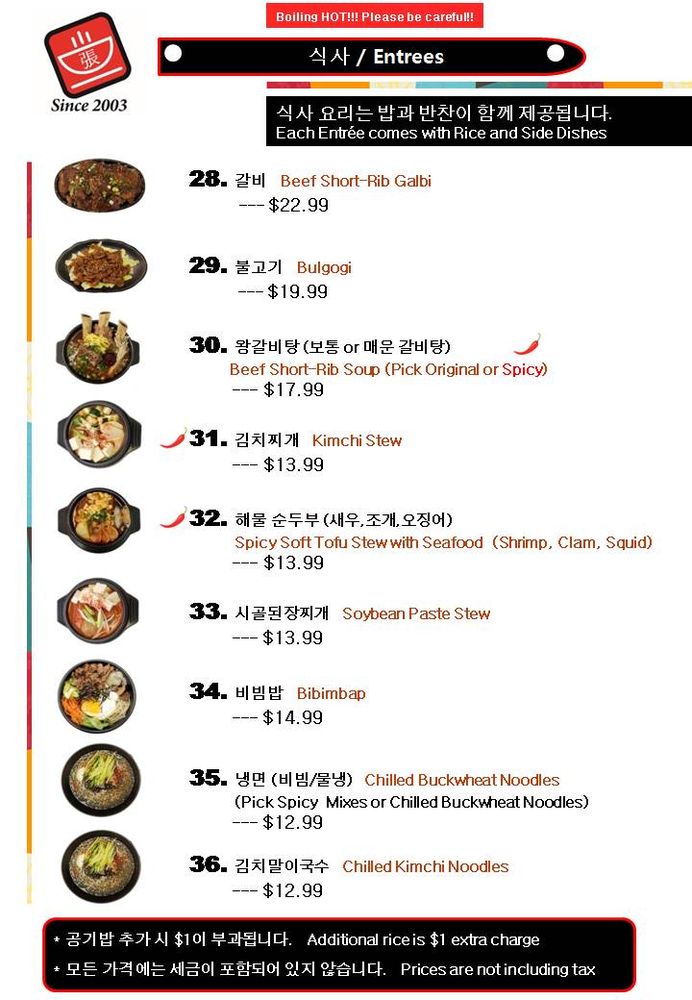 Boiling HOT!!! Please be careful!!
張
Since 2003
식사 / Entrees
식사 요리는 밥과 반찬이 함께 제공됩니다.
Each Entrée comes with Rice and Side Dishes
28. 갈비 Beef Short-Rib Galbi
--- $22.99
29. 불고기 Bulgogi
--- $19.99
30. 왕갈비탕 (보통 or 매운 갈비탕)
Beef Short-Rib Soup (Pick Original or Spicy)
--- $17.99
31. 김치찌개 Kimchi Stew
--- $13.99
32. 해물 순두부 (새우,조개,오징어)
Spicy Soft Tofu Stew with Seafood (Shrimp, Clam, Squid)
--- $13.99
33. 시골된장찌개 Soybean Paste Stew
--- $13.99
34. 비빔밥 Bibimbap
--- $14.99
35. 냉면 (비빔/물냉) Chilled Buckwheat Noodles
(Pick Spicy Mixes or Chilled Buckwheat Noodles)
--- $12.99
36. 김치말이국수 Chilled Kimchi Noodles
--- $12.99
* 공기밥 추가 시 $1이 부과됩니다. Additional rice is $1 extra charge
* 모든 가격에는 세금이 포함되어 있지 않습니다. Prices are not including tax